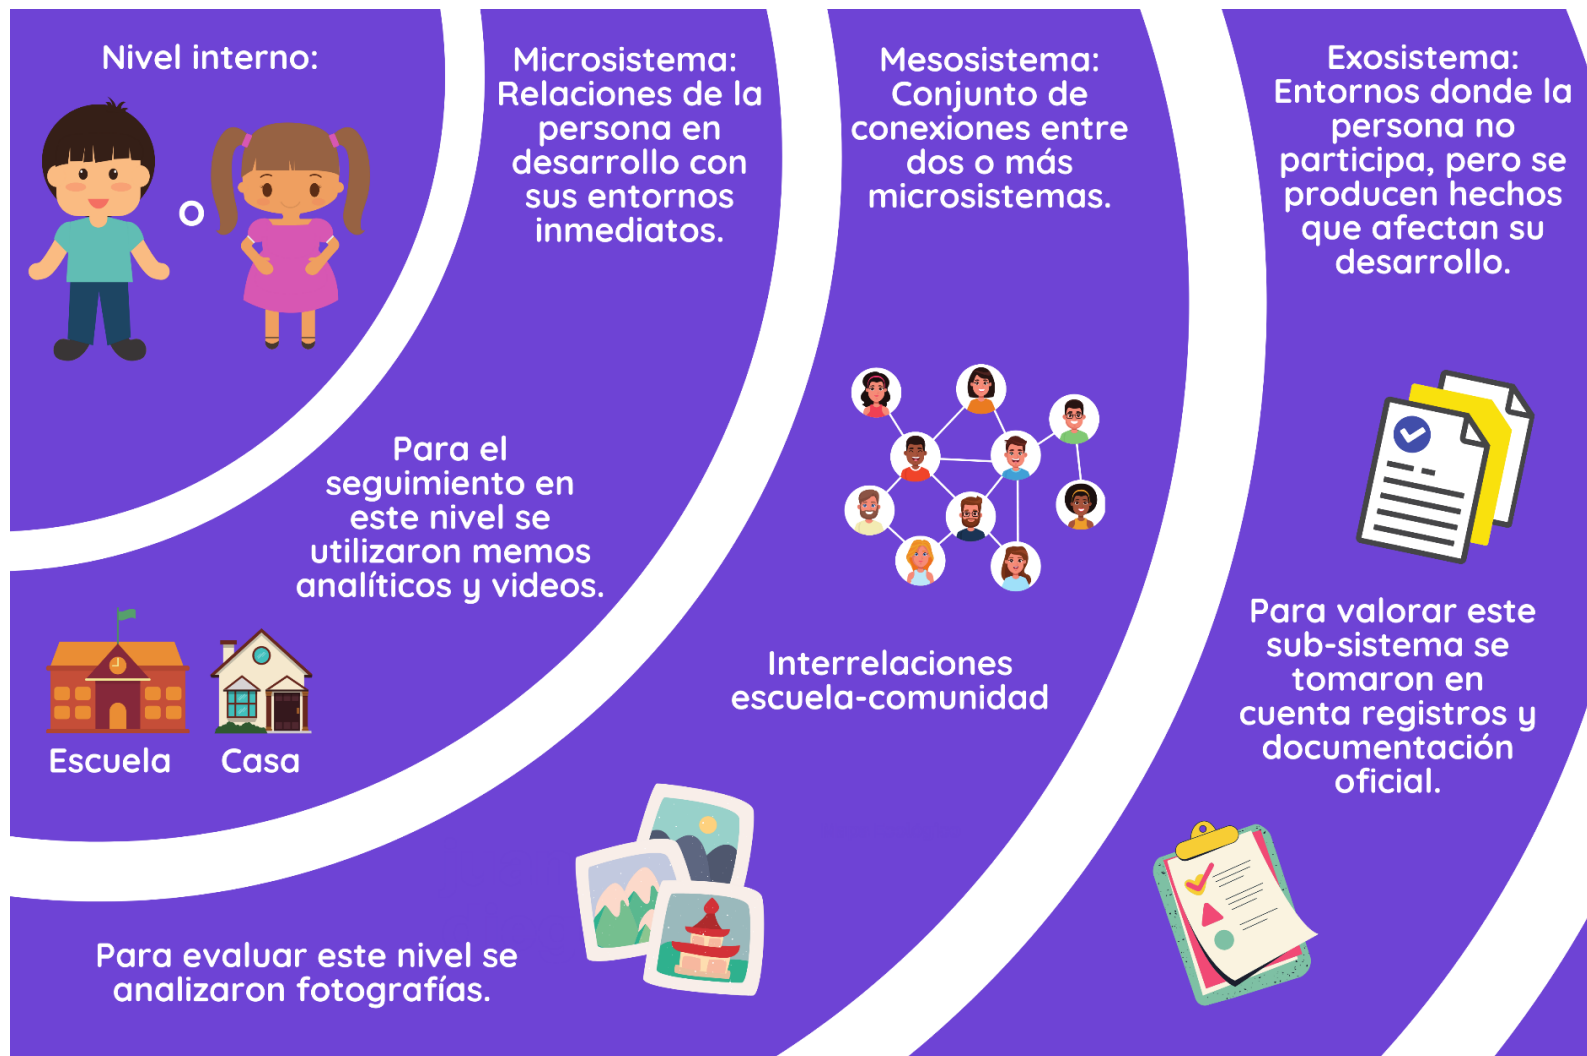 Nivel interno:
o
Microsistema:
Relaciones de la
persona en
desarrollo con
sus entornos
inmediatos.
Para el
seguimiento en
este nivel se
utilizaron memos
analíticos y videos.
Escuela
Casa
Mesosistema:
Conjunto de
conexiones entre
dos o más
microsistemas.
Interrelaciones
escuela-comunidad
Para evaluar este nivel se
analizaron fotografías.
Exosistema:
Entornos donde la
persona no
participa, pero se
producen hechos
que afectan su
desarrollo.
Para valorar este
sub-sistema se
tomaron en
cuenta registros y
documentación
oficial.